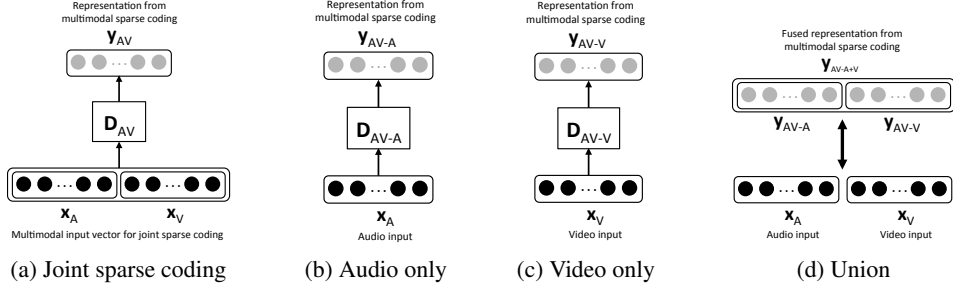 Representation from
multimodal sparse coding
y_AV
...
D_AV
...
...
x_A
x_V
Multimodal input vector for joint sparse coding
(a) Joint sparse coding
Representation from
multimodal sparse coding
y_AV-A
...
D_AV-A
...
x_A
Audio input
(b) Audio only
Representation from
multimodal sparse coding
y_AV-V
...
D_AV-V
...
x_V
Video input
(c) Video only
Fused representation from
multimodal sparse coding
y_AV-A+V
...
...
y_AV-A
y_AV-V
...
...
x_A
x_V
Audio input
Video input
(d) Union